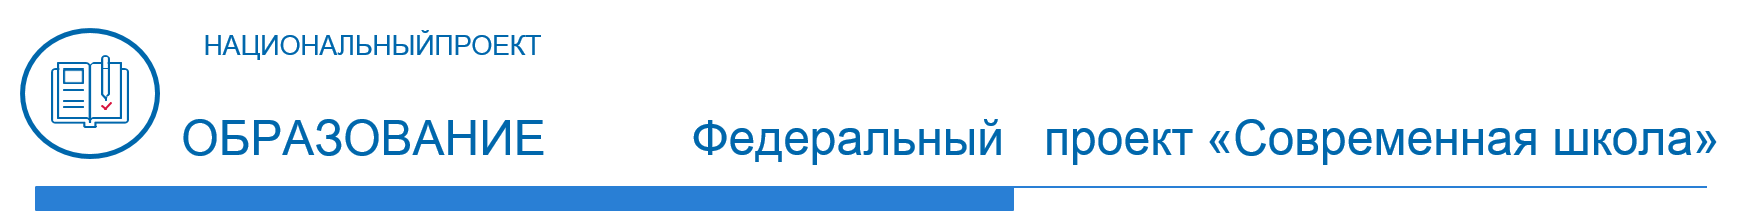 НАЦИОНАЛЬНЫЙПРОЕКТ
ОБРАЗОВАНИЕ Федеральный проект «Современная школа»